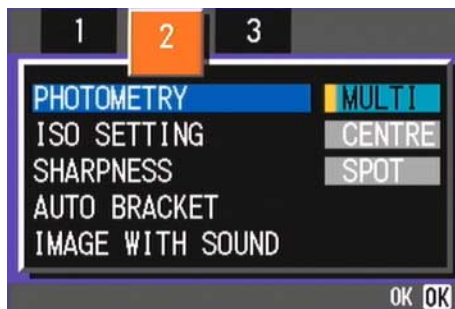 1 2 3
PHOTOMETRY MULTI
ISO SETTING CENTRE
SHARPNESS SPOT
AUTO BRACKET
IMAGE WITH SOUND
OK OK